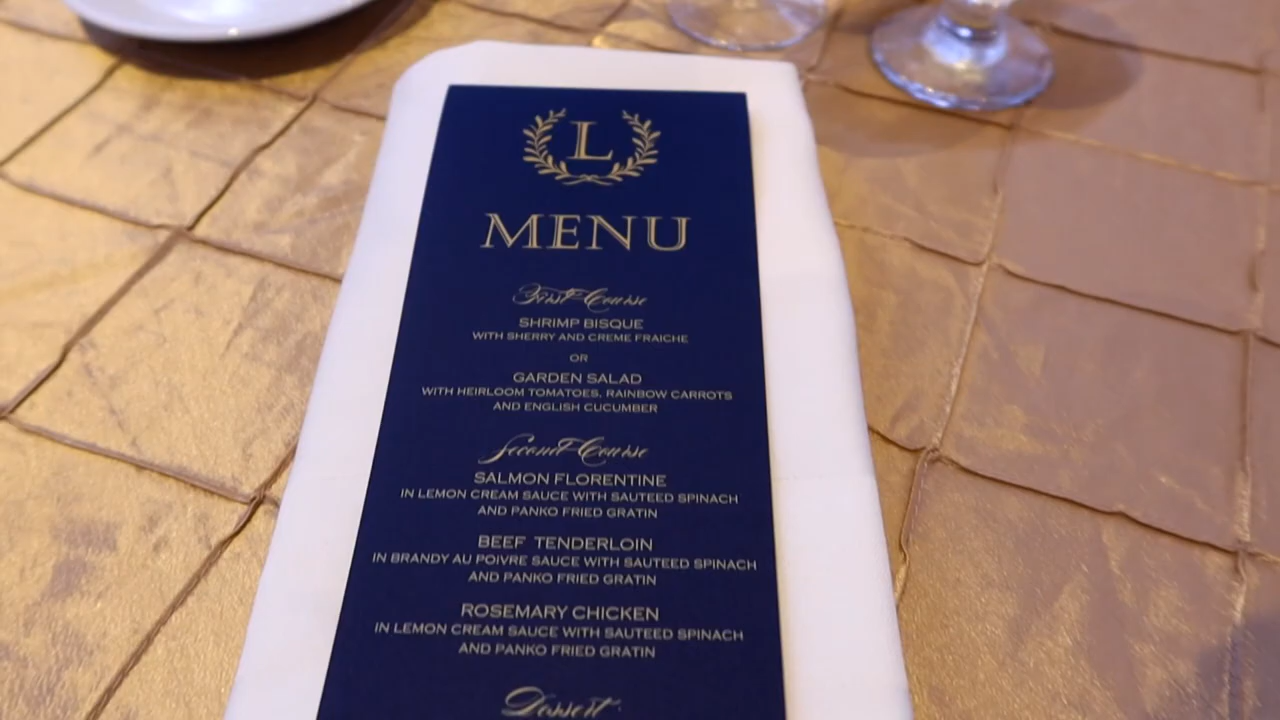 L
MENU
First Course
SHRIMP BISQUE
WITH SHERRY AND CREME FRAICHE
OR
GARDEN SALAD
WITH HEIRLOOM TOMATOES, RAINBOW CARROTS
AND ENGLISH CUCUMBER
Second Course
SALMON FLORENTINE
IN LEMON CREAM SAUCE WITH SAUTEED SPINACH
AND PANKO FRIED GRATIN
BEEF TENDERLOIN
IN BRANDY AU POIVRE SAUCE WITH SAUTEED SPINACH
AND PANKO FRIED GRATIN
ROSEMARY CHICKEN
IN LEMON CREAM SAUCE WITH SAUTEED SPINACH
AND PANKO FRIED GRATIN
Dessert